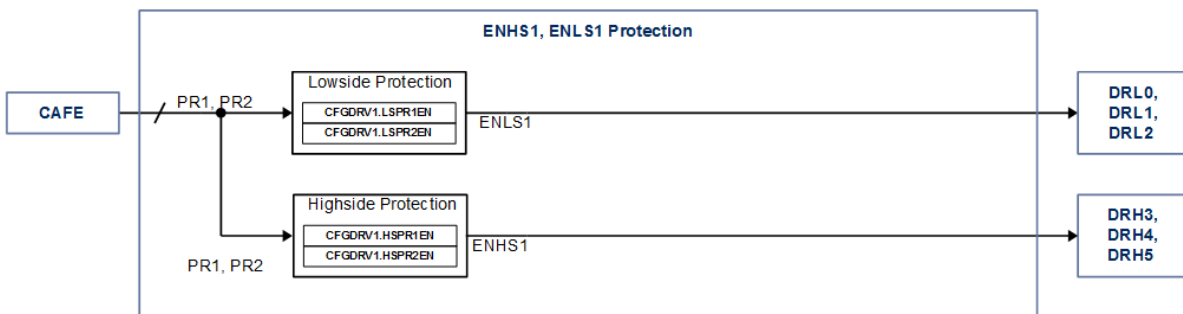 ENHS1, ENLS1 Protection
CAFE
PR1, PR2
Lowside Protection
CFGDRV1.LSPR1EN
CFGDRV1.LSPR2EN
ENLS1
DRL0,
DRL1,
DRL2
PR1, PR2
Highside Protection
CFGDRV1.HSPR1EN
CFGDRV1.HSPR2EN
ENHS1
DRH3,
DRH4,
DRH5